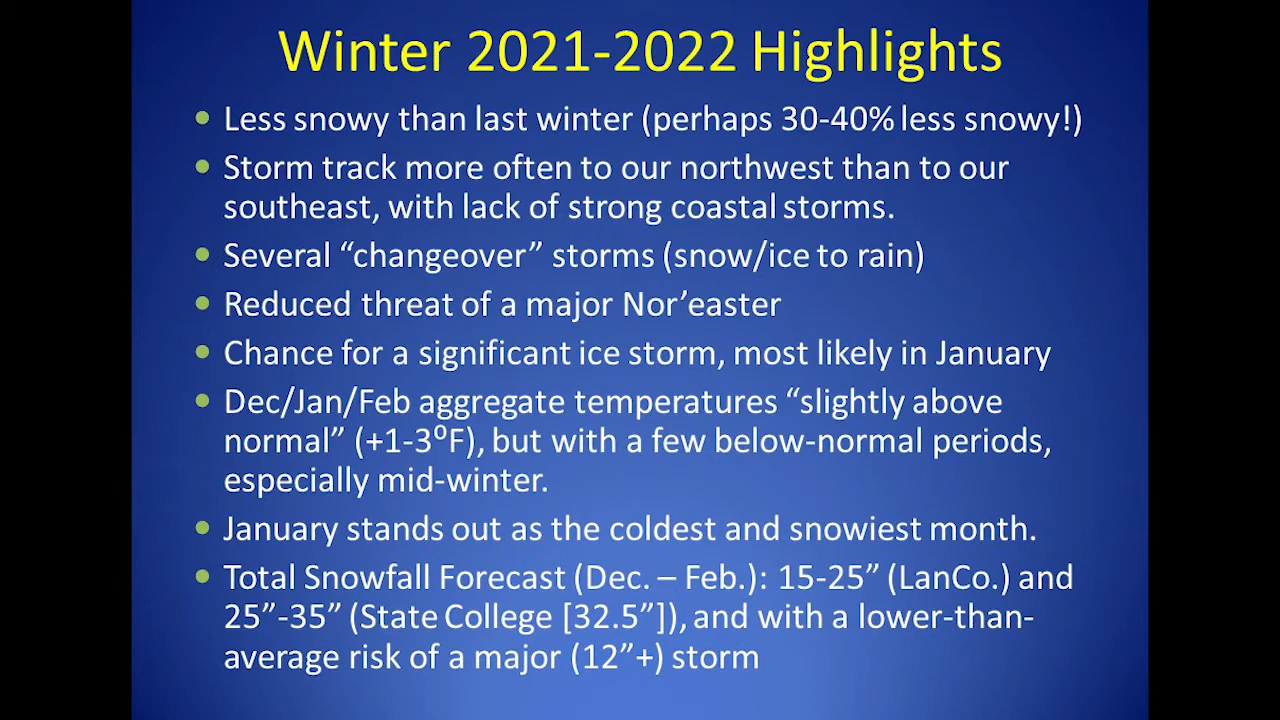 Winter 2021-2022 Highlights
• Less snowy than last winter (perhaps 30-40% less snowy!)
• Storm track more often to our northwest than to our
southeast, with lack of strong coastal storms.
• Several “changeover” storms (snow/ice to rain)
• Reduced threat of a major Nor’easter
• Chance for a significant ice storm, most likely in January
• Dec/Jan/Feb aggregate temperatures “slightly above
normal” (+1-3⁰F), but with a few below-normal periods,
especially mid-winter.
• January stands out as the coldest and snowiest month.
• Total Snowfall Forecast (Dec. – Feb.): 15-25” (LanCo.) and
25”-35” (State College [32.5”]), and with a lower-than-
average risk of a major (12”+) storm